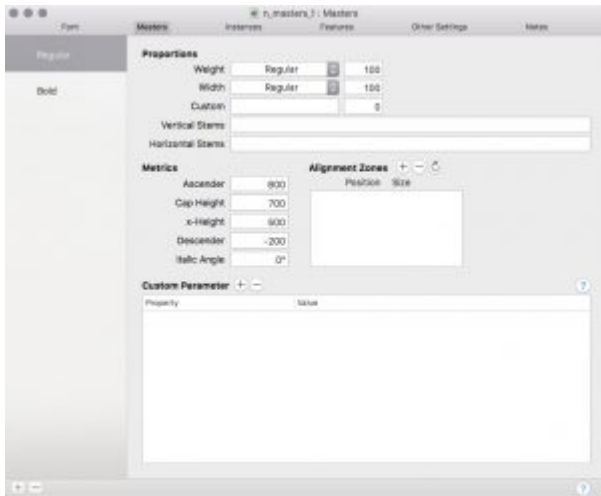 n_masters_1 : Masters
Font Masters Instances Features Other Settings Notes
Regular
Bold
Proportions
Weight Regular 100
Width Regular 100
Custom 0
Vertical Stems
Horizontal Stems
Metrics Alignment Zones + −
Position Size
Ascender 800
Cap Height 700
x-Height 500
Descender -200
Italic Angle 0°
Custom Parameter + − ?
Property Value
+ − ?